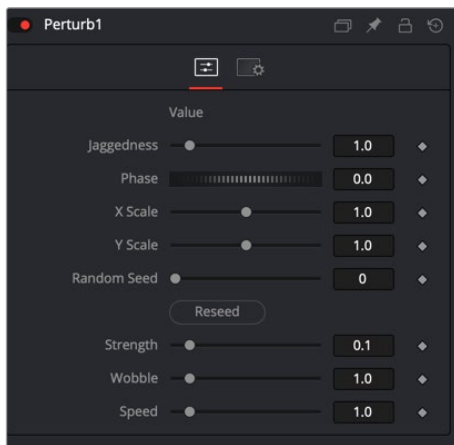 Perturb1
Value
Jaggedness 1.0
Phase 0.0
X Scale 1.0
Y Scale 1.0
Random Seed 0
Reseed
Strength 0.1
Wobble 1.0
Speed 1.0